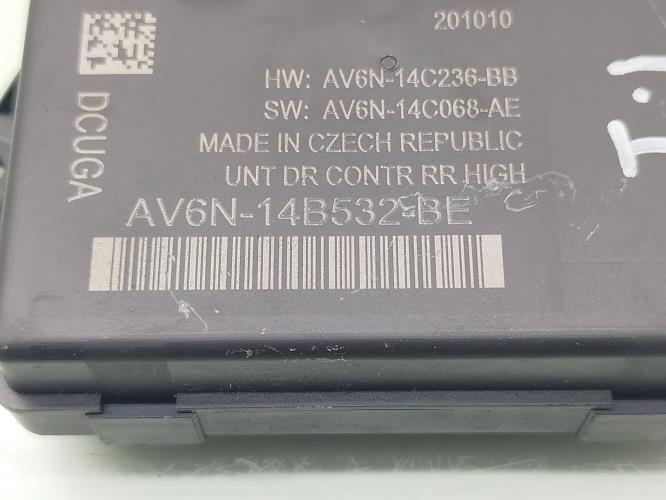 201010
HW: AV6N-14C236-BB
SW: AV6N-14C068-AE
MADE IN CZECH REPUBLIC
UNT DR CONTR RR HIGH
AV6N-14B532-BE
DCUGA